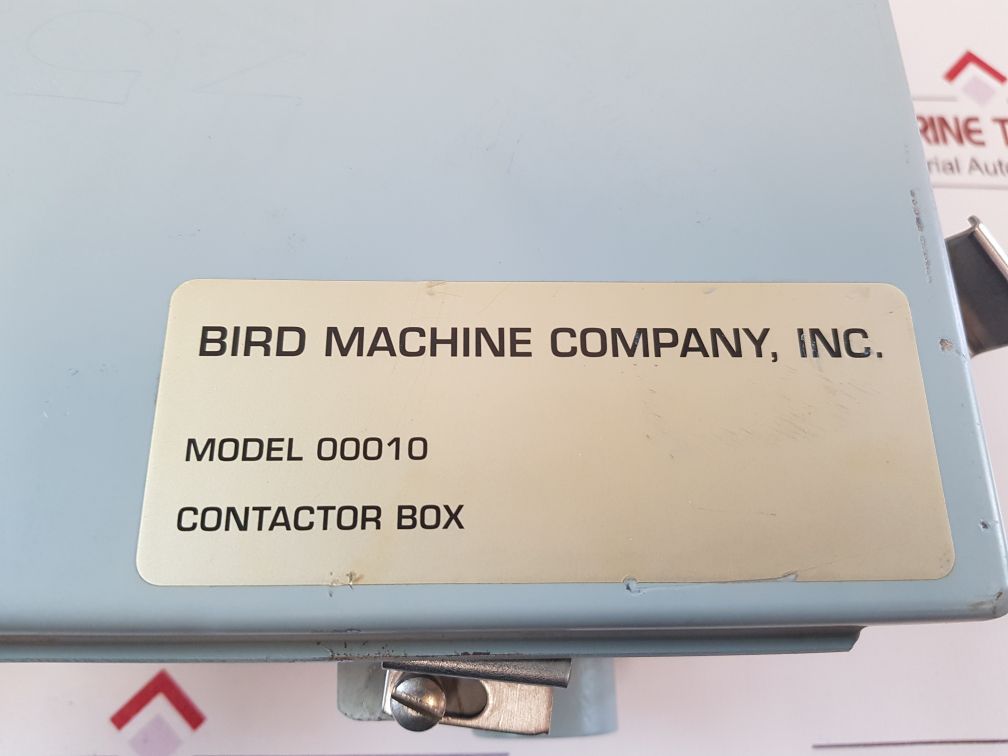 BIRD MACHINE COMPANY, INC.
MODEL 00010
CONTACTOR BOX